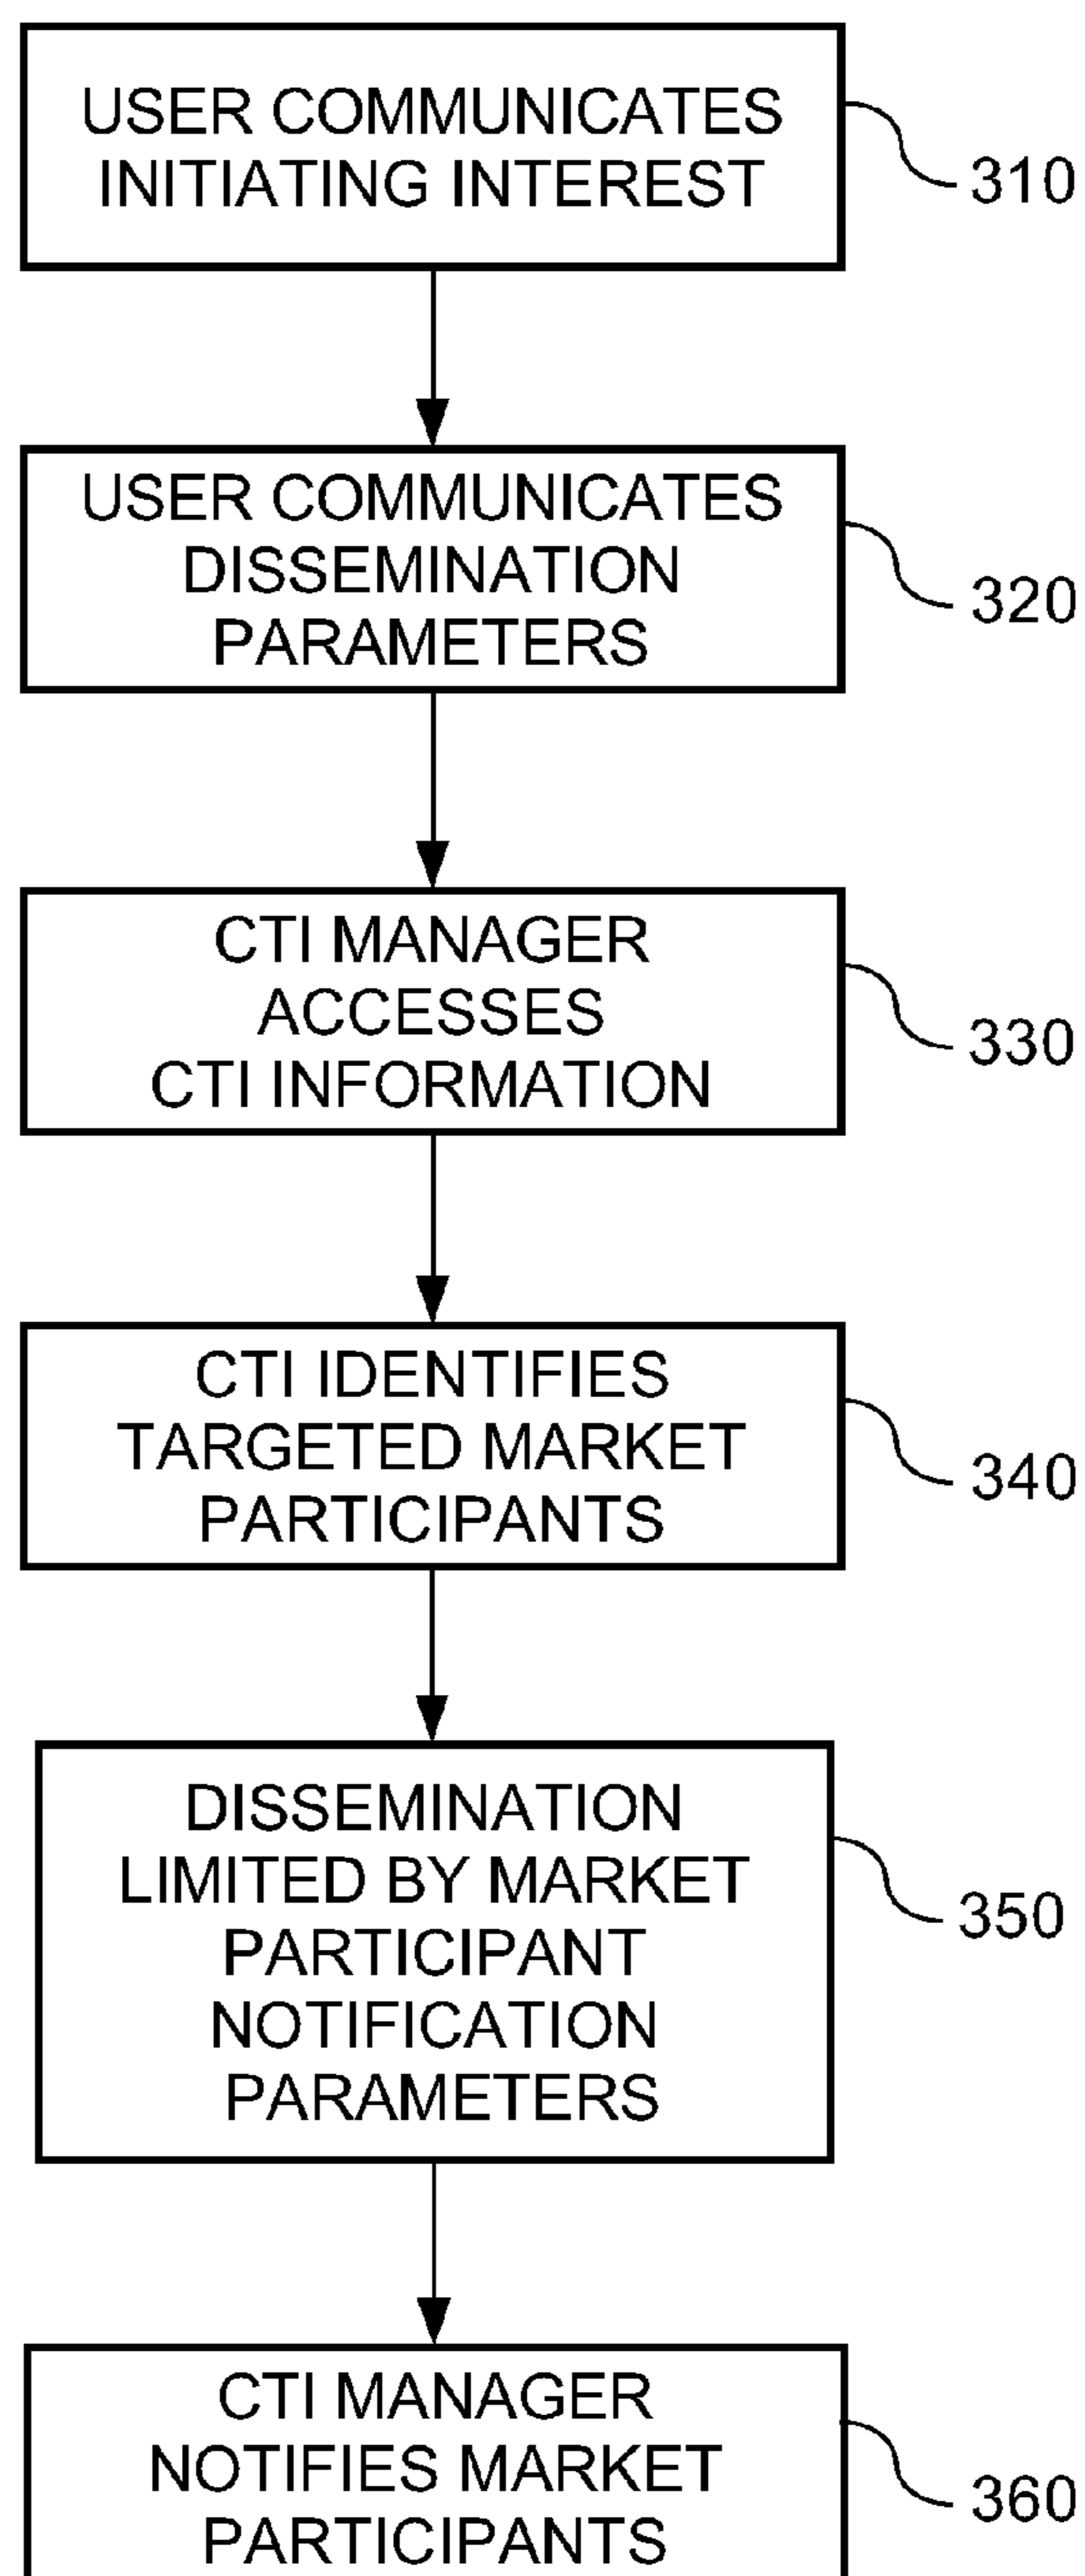 USER COMMUNICATES
INITIATING INTEREST
310
USER COMMUNICATES
DISSEMINATION
PARAMETERS
320
CTI MANAGER
ACCESSES
CTI INFORMATION
330
CTI IDENTIFIES
TARGETED MARKET
PARTICIPANTS
340
DISSEMINATION
LIMITED BY MARKET
PARTICIPANT
NOTIFICATION
PARAMETERS
350
CTI MANAGER
NOTIFIES MARKET
PARTICIPANTS
360